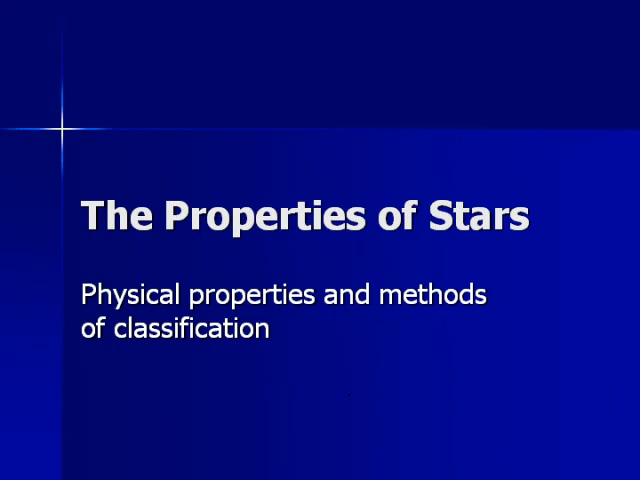 The Properties of Stars
Physical properties and methods
of classification